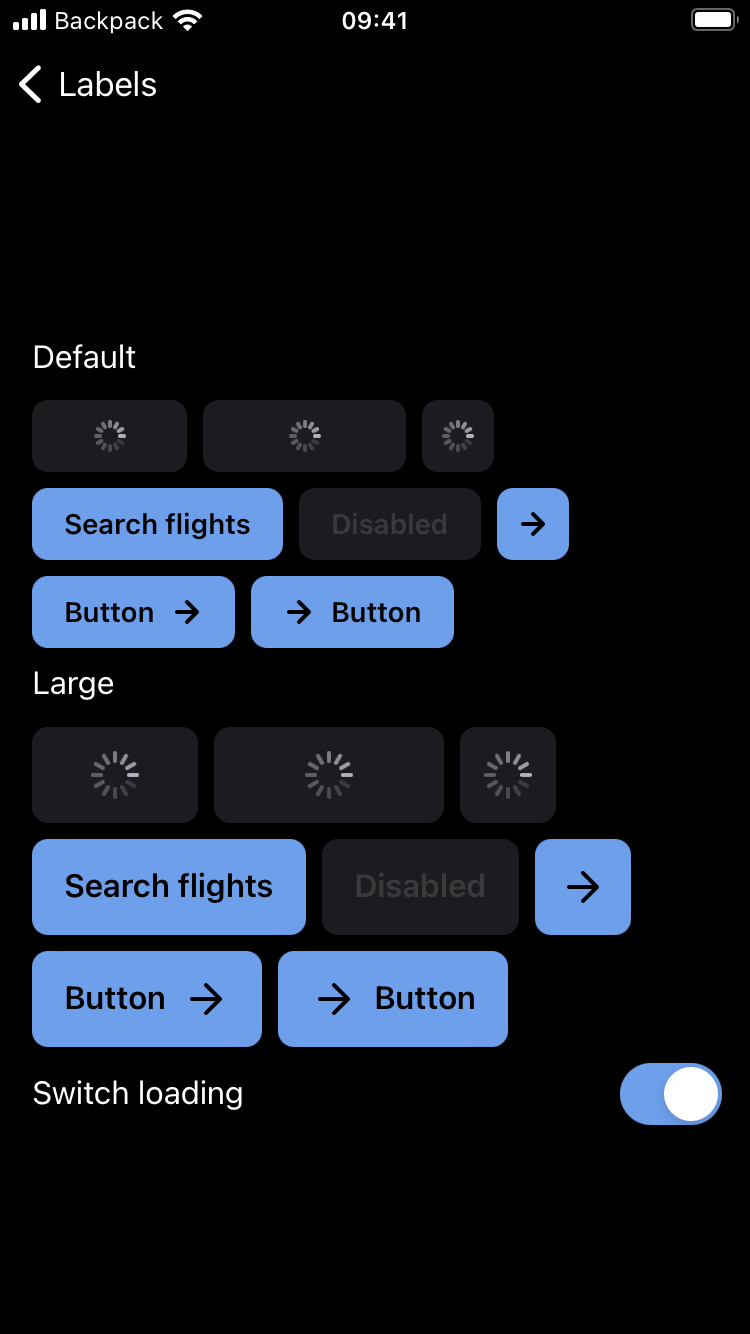 Backpack 09:41
Labels
Default
Search flights Disabled
Button Button
Large
Search flights Disabled
Button Button
Switch loading